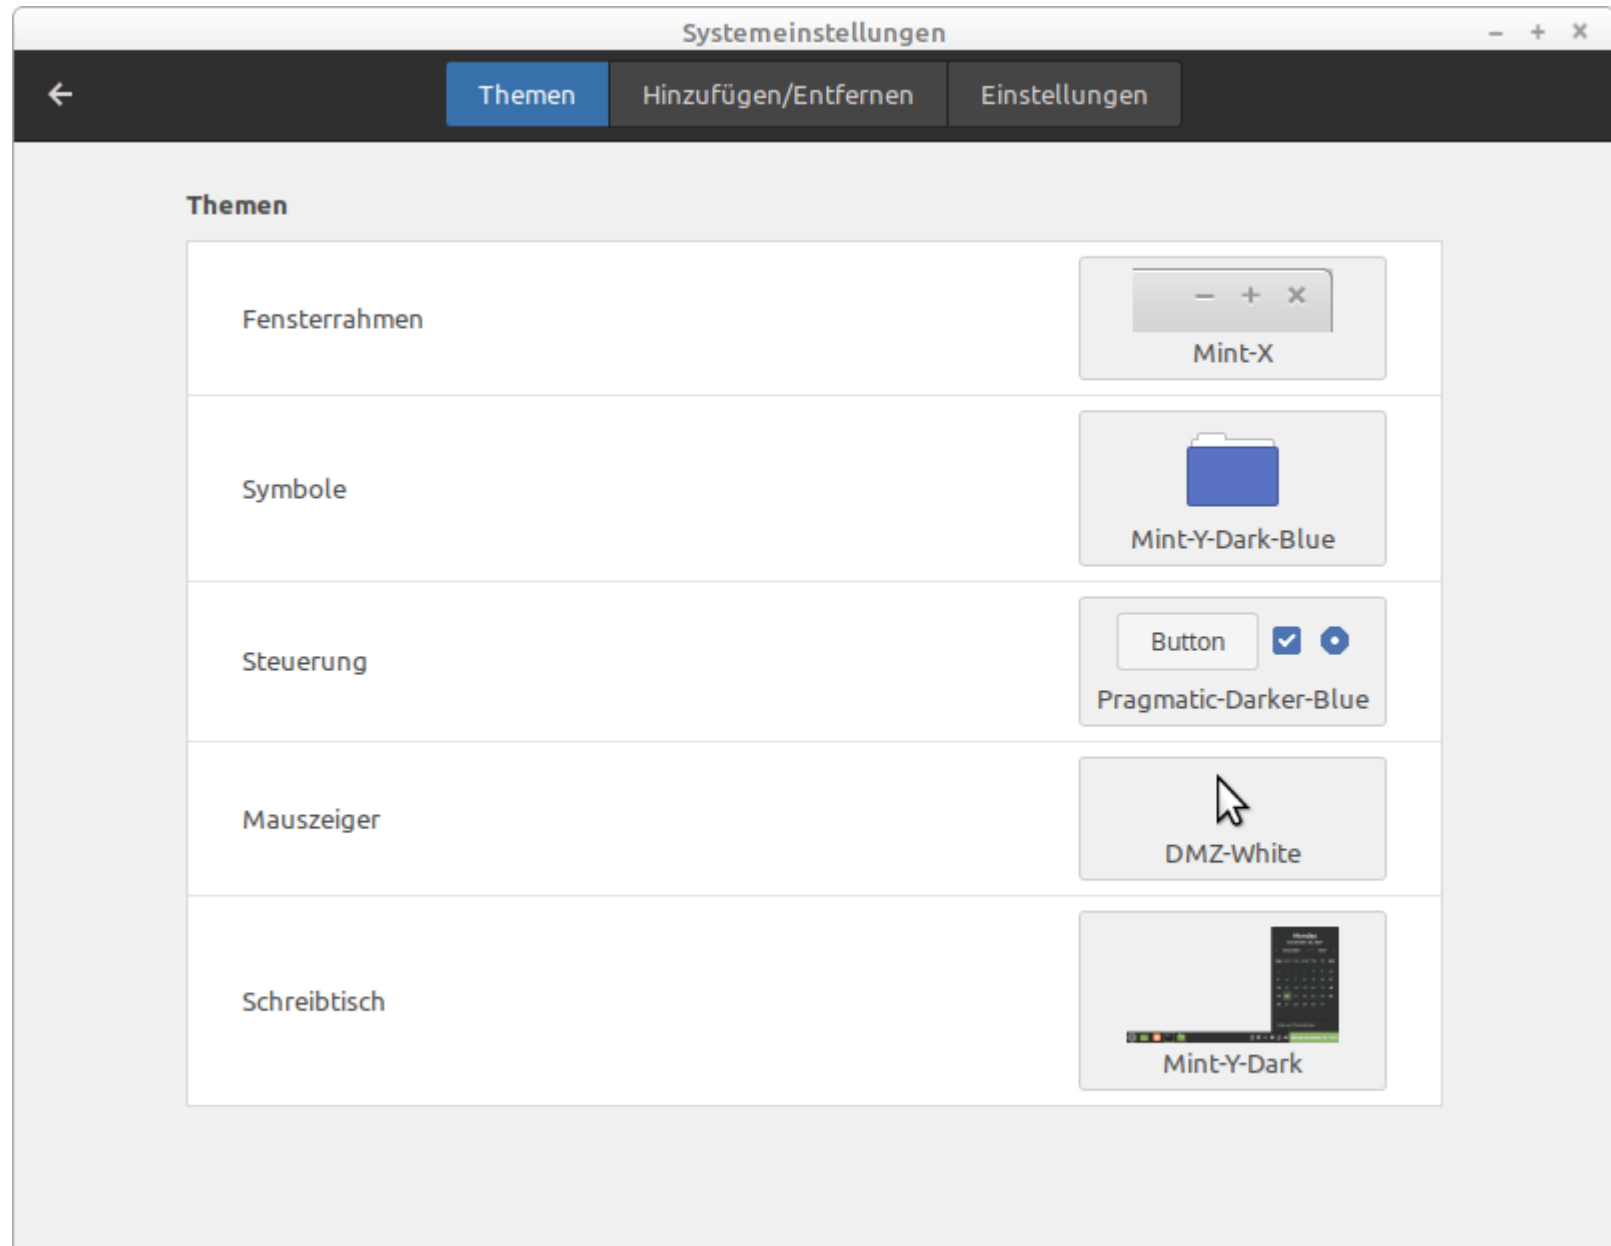 Systemeinstellungen
Themen Hinzufügen/Entfernen Einstellungen
Themen
Fensterrahmen
Mint-X
Symbole
Mint-Y-Dark-Blue
Button
Steuerung
Pragmatic-Darker-Blue
Mauszeiger
DMZ-White
Schreibtisch
Mint-Y-Dark